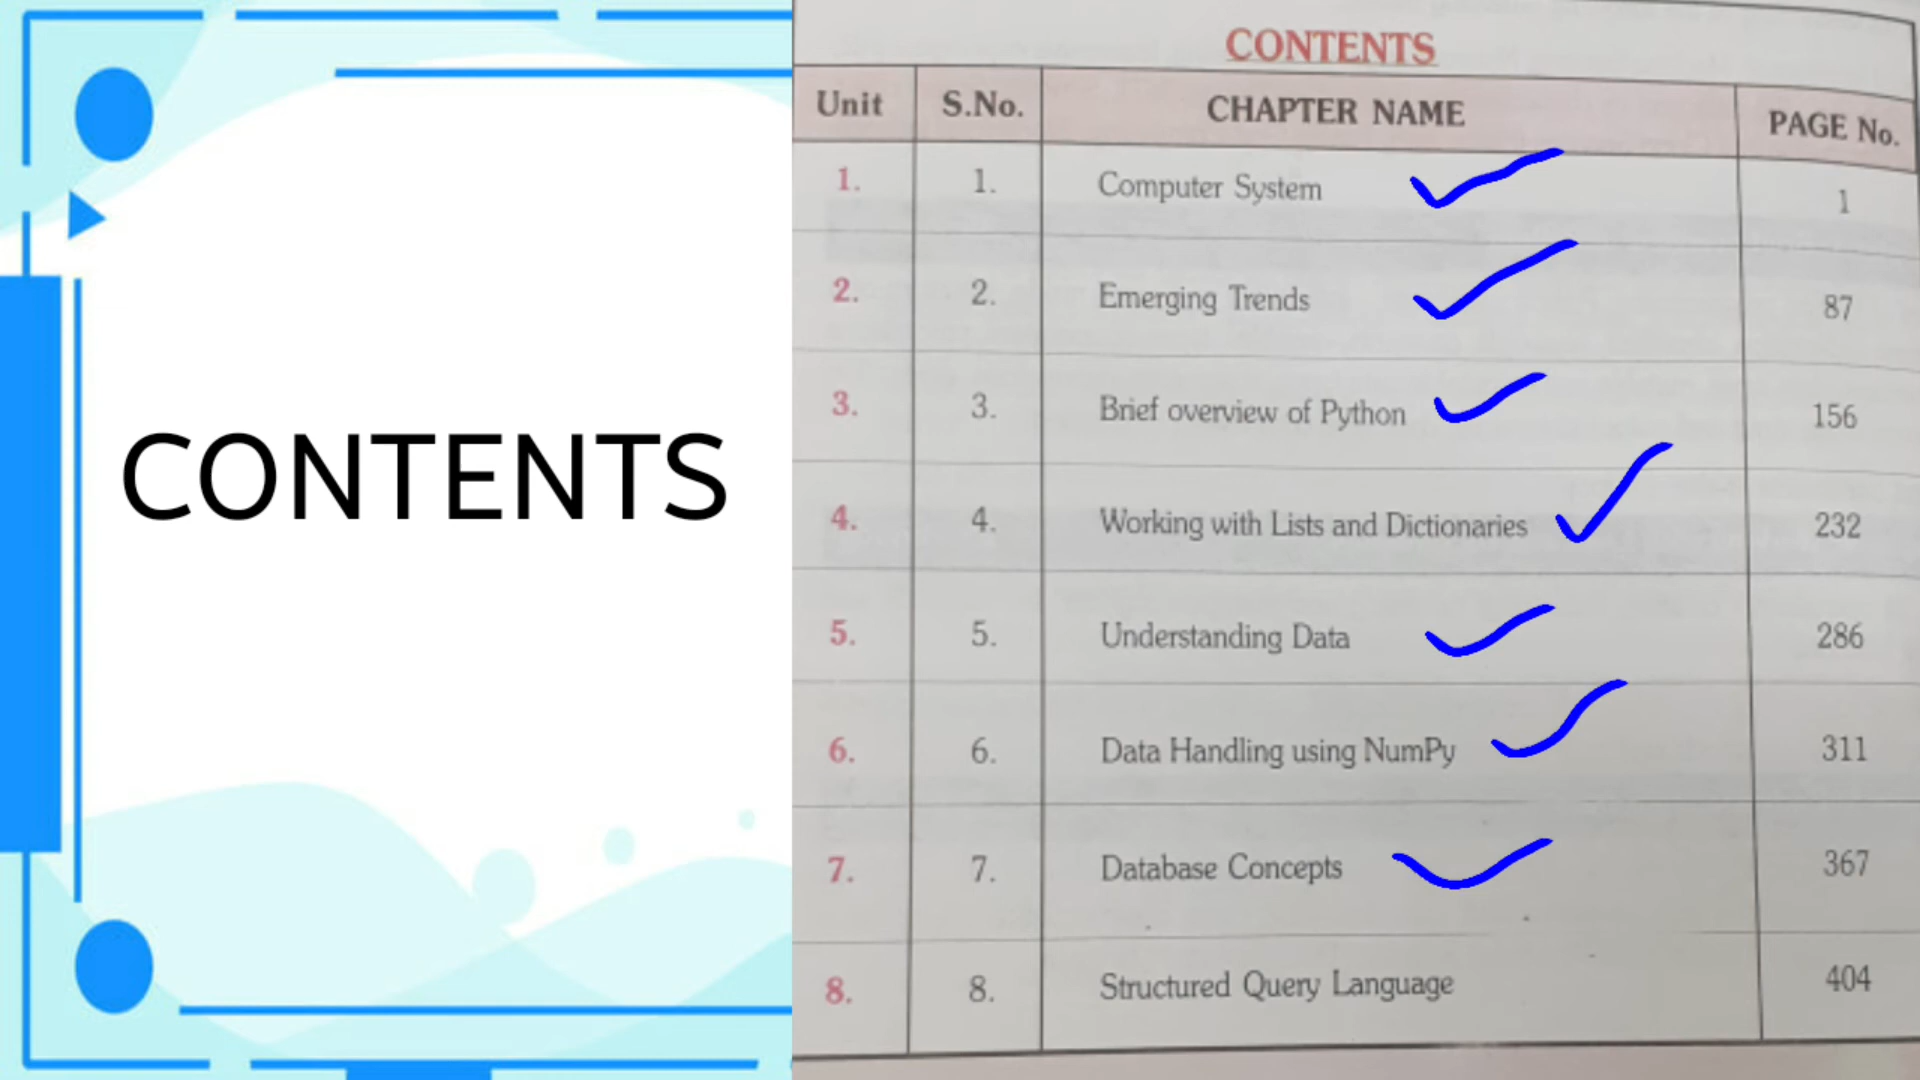 CONTENTS
CONTENTS
Unit S.No. CHAPTER NAME PAGE No.
1. 1. Computer System 1
2. 2. Emerging Trends 87
3. 3. Brief overview of Python 156
4. 4. Working with Lists and Dictionaries 232
5. 5. Understanding Data 286
6. 6. Data Handling using NumPy 311
7. 7. Database Concepts 367
8. 8. Structured Query Language 404